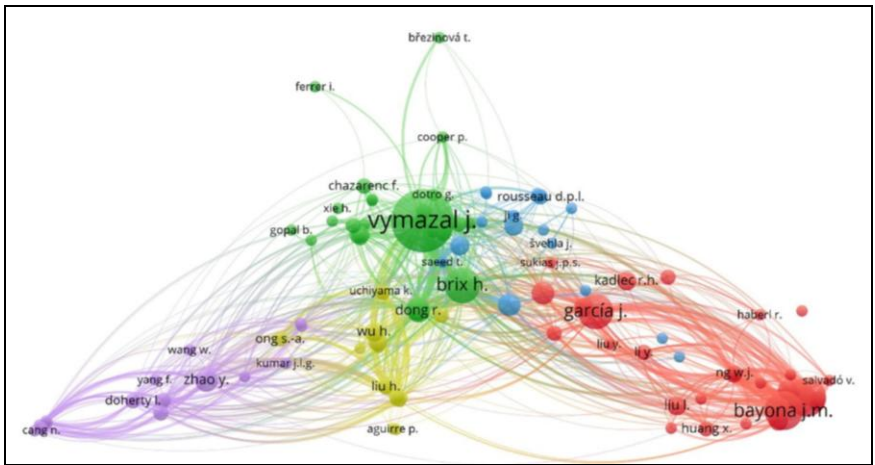 březinová t.
ferrer i.
cooper p.
chazarenc f.
dotro g.
rousseau d.p.l.
xie h.
vymazal j.
ji g.
gopal b.
švehla j.
saeed t.
sukias j.p.s.
kadlec r.h.
brix h.
uchiyama k.
dong r.
garcía j.
haberl r.
wu h.
ong s.-a.
liu y.
wang w.
li y.
kumar j.l.g.
yang f.
zhao y.
ng w.j.
salvadó v.
liu h.
doherty l.
liu l.
bayona j.m.
cang n.
aguirre p.
huang x.